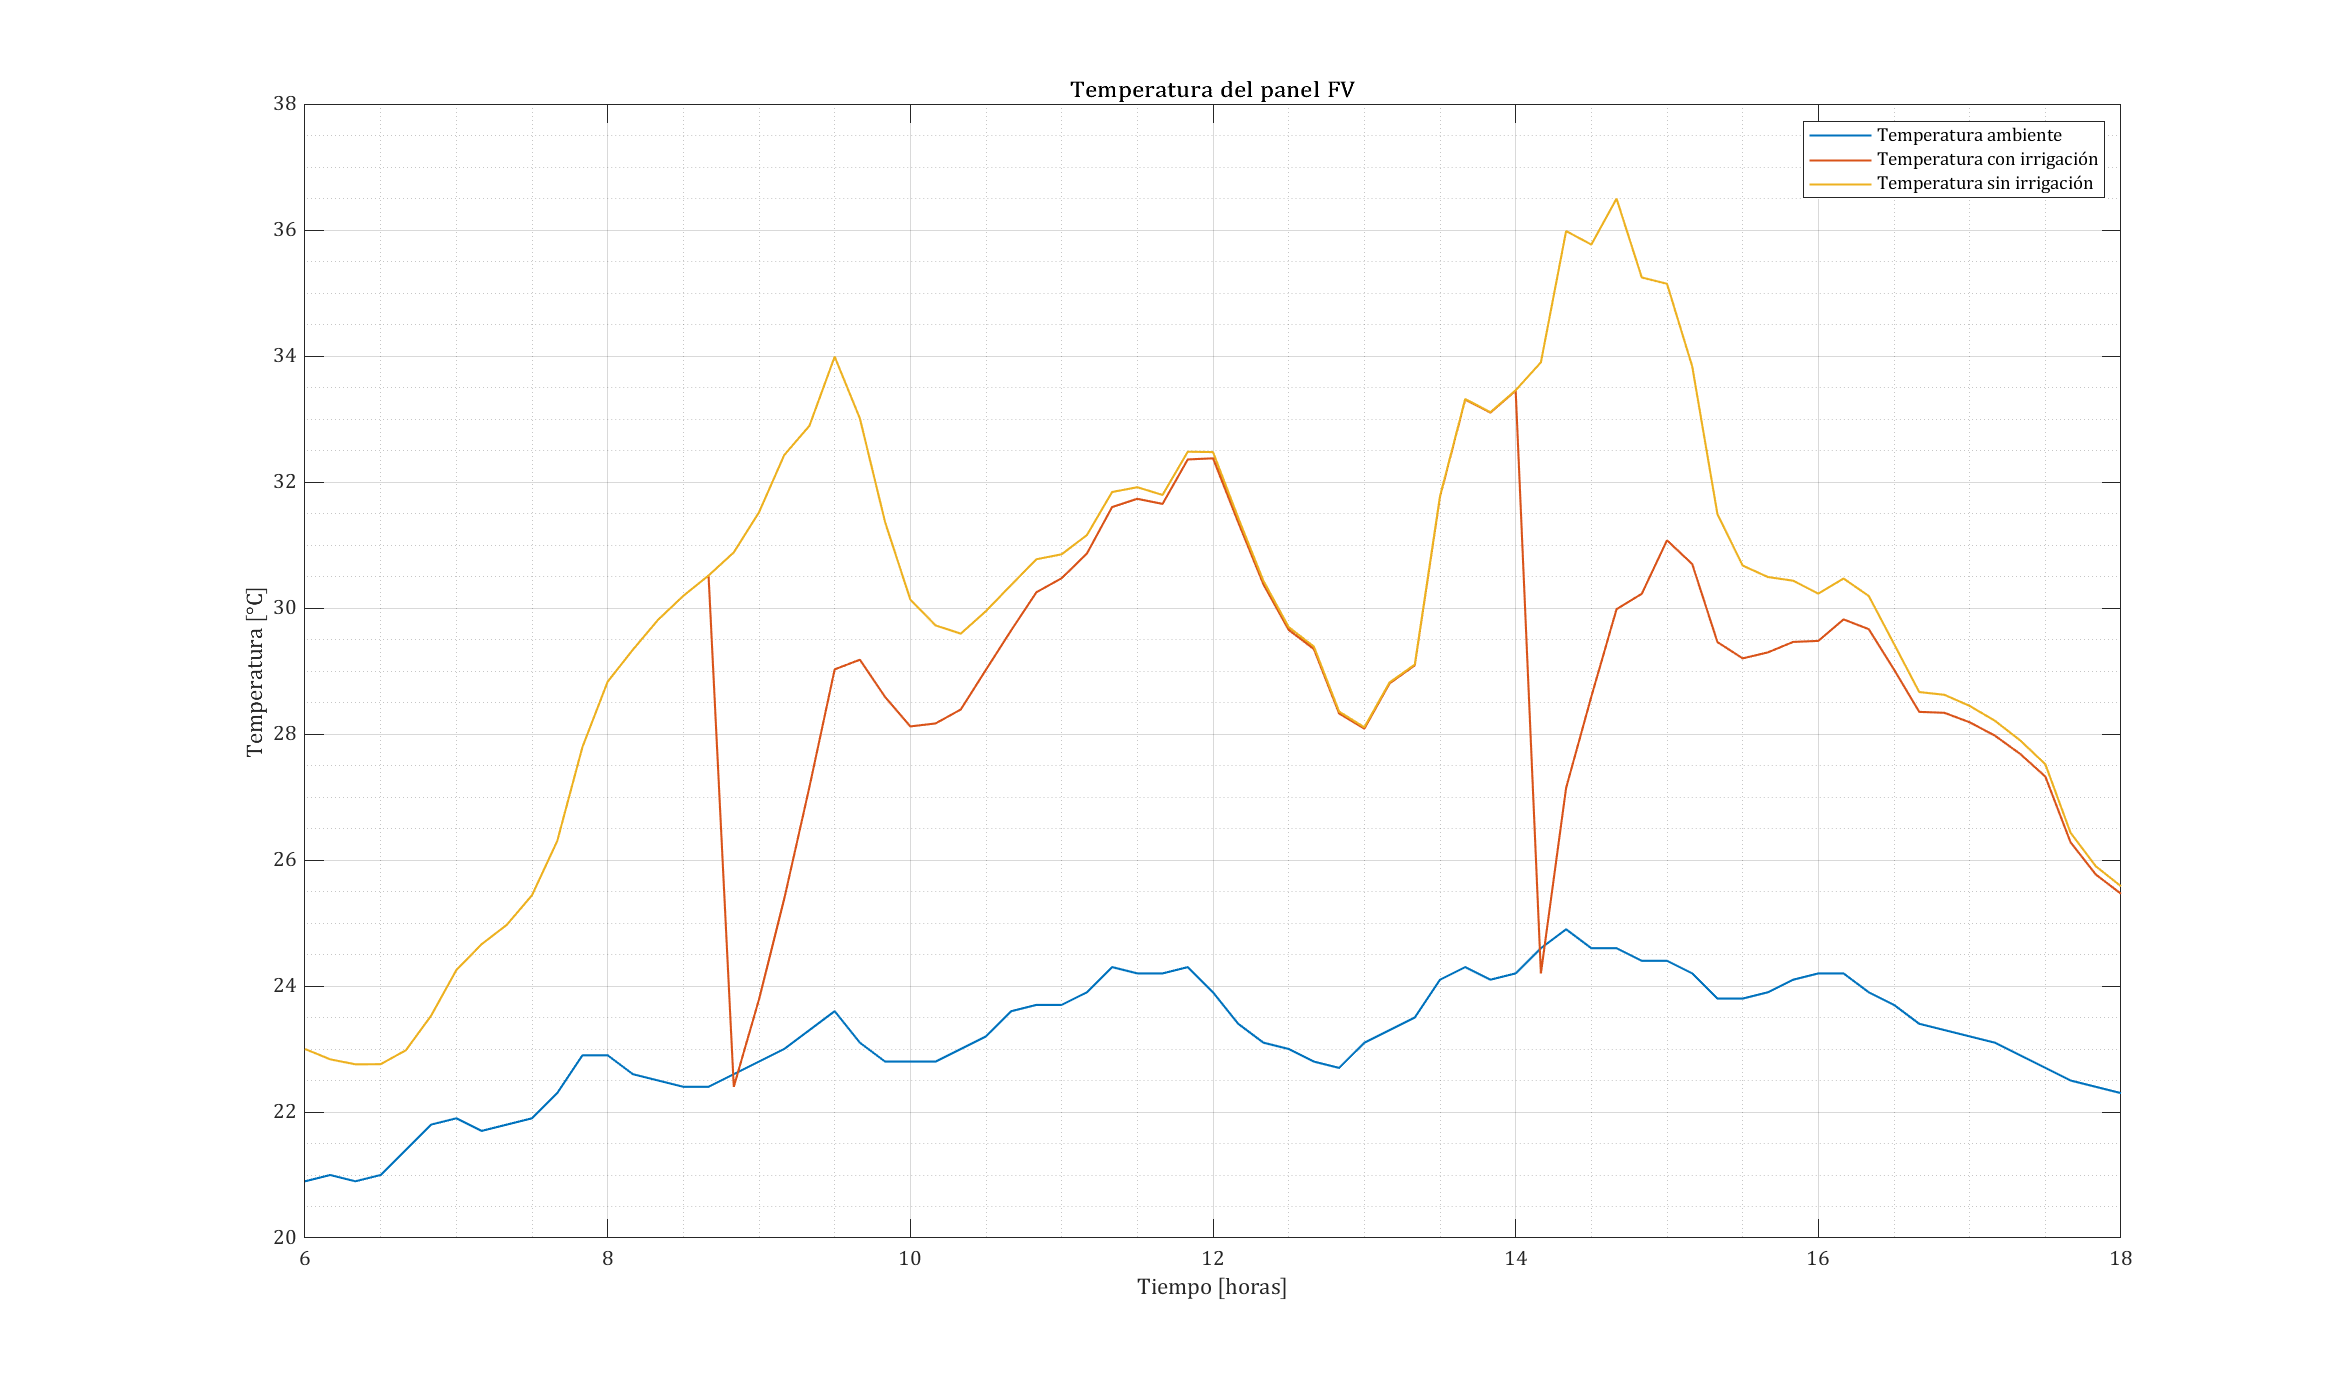 Temperatura del panel FV
38
36
34
32
30
28
26
24
22
20
Temperatura [°C]
Temperatura ambiente
Temperatura con irrigación
Temperatura sin irrigación
6 8 10 12 14 16 18
Tiempo [horas]